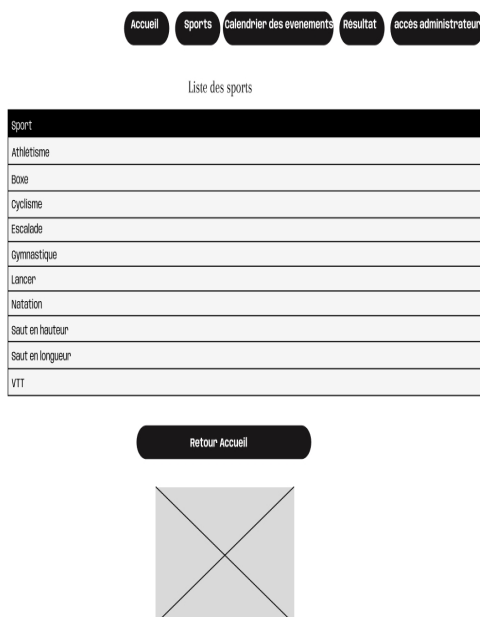 Accueil Sports Calendrier des evenements Résultat accès administrateur
Liste des sports
Sport
Athlétisme
Boxe
Cyclisme
Escalade
Gymnastique
Lancer
Natation
Saut en hauteur
Saut en longueur
VTT
Retour Accueil